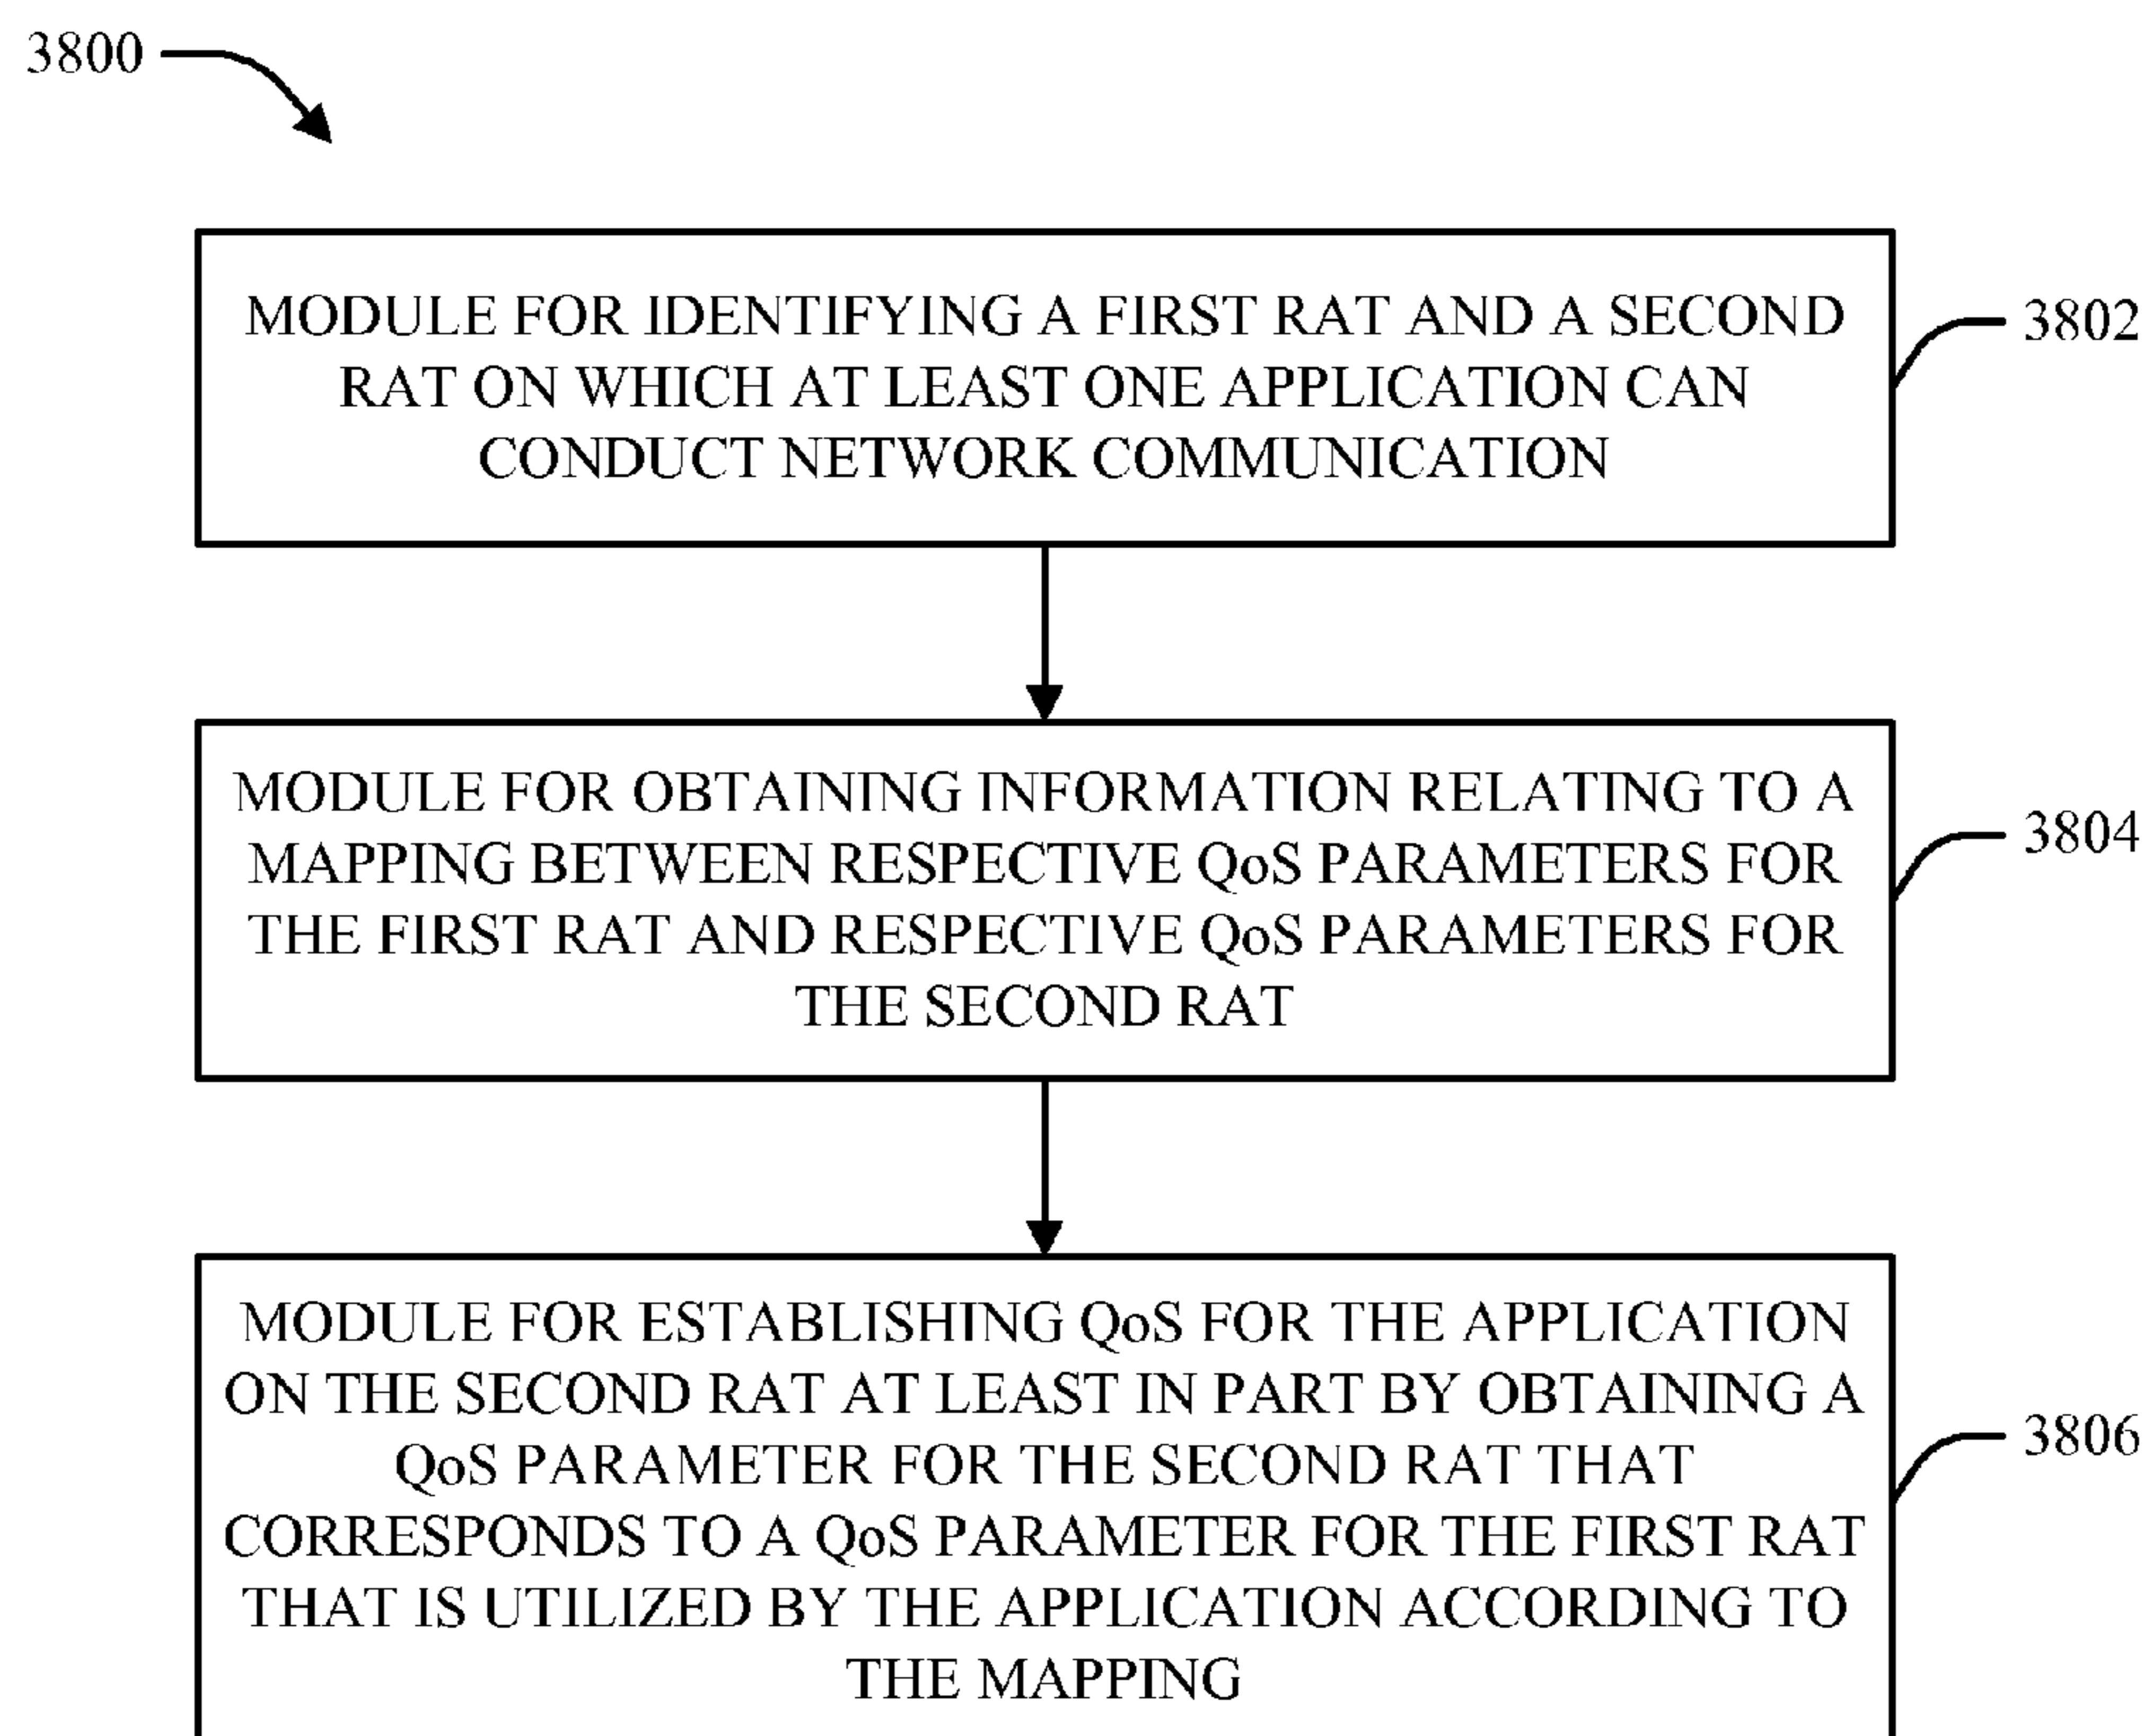 3800
MODULE FOR IDENTIFYING A FIRST RAT AND A SECOND
RAT ON WHICH AT LEAST ONE APPLICATION CAN
CONDUCT NETWORK COMMUNICATION
3802
MODULE FOR OBTAINING INFORMATION RELATING TO A
MAPPING BETWEEN RESPECTIVE QoS PARAMETERS FOR
THE FIRST RAT AND RESPECTIVE QoS PARAMETERS FOR
THE SECOND RAT
3804
MODULE FOR ESTABLISHING QoS FOR THE APPLICATION
ON THE SECOND RAT AT LEAST IN PART BY OBTAINING A
QoS PARAMETER FOR THE SECOND RAT THAT
CORRESPONDS TO A QoS PARAMETER FOR THE FIRST RAT
THAT IS UTILIZED BY THE APPLICATION ACCORDING TO
THE MAPPING
3806